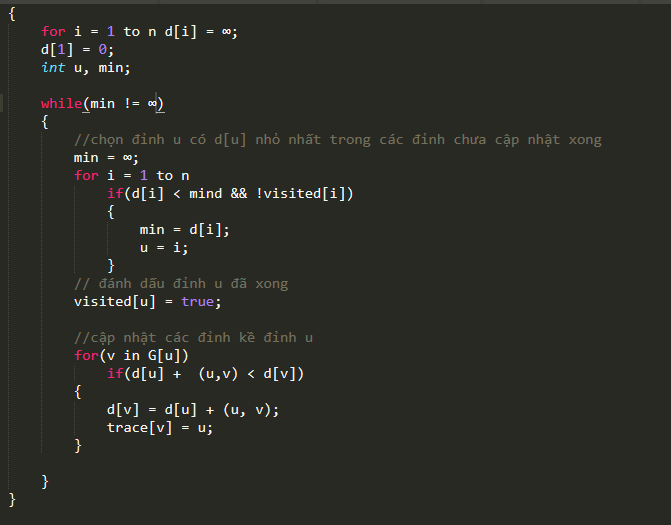 {
for i = 1 to n d[i] = ∞;
d[1] = 0;
int u, min;
while(min != ∞)
{
//chọn đỉnh u có d[u] nhỏ nhất trong các đỉnh chưa cập nhật xong
min = ∞;
for i = 1 to n
if(d[i] < mind && !visited[i])
{
min = d[i];
u = i;
}
// đánh dấu đỉnh u đã xong
visited[u] = true;
//cập nhật các đỉnh kề đỉnh u
for(v in G[u])
if(d[u] +  (u,v) < d[v])
{
d[v] = d[u] + (u, v);
trace[v] = u;
}
}
}